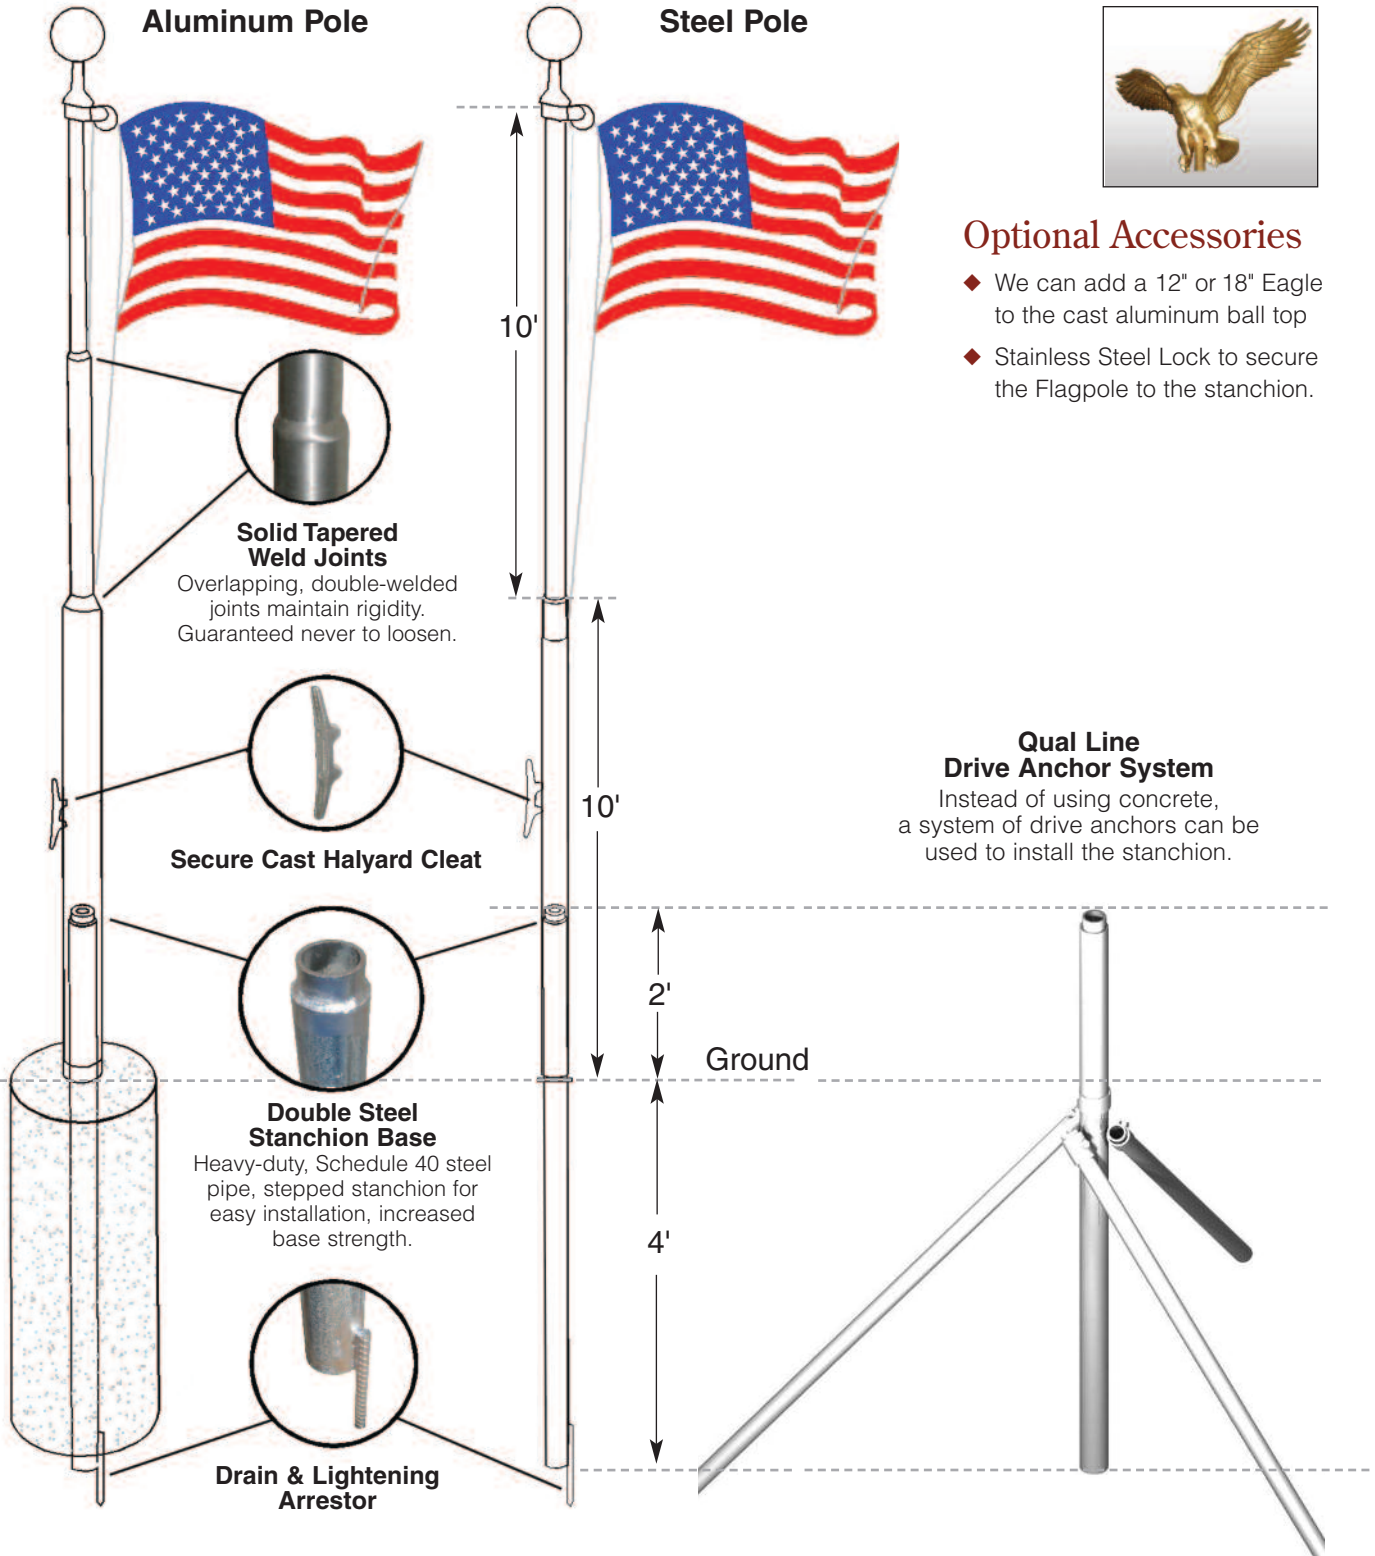 Aluminum Pole
Steel Pole
Optional Accessories
◆ We can add a 12" or 18" Eagle
to the cast aluminum ball top
◆ Stainless Steel Lock to secure
the Flagpole to the stanchion.
10'
Solid Tapered
Weld Joints
Overlapping, double-welded
joints maintain rigidity.
Guaranteed never to loosen.
10'
Secure Cast Halyard Cleat
Qual Line
Drive Anchor System
Instead of using concrete,
a system of drive anchors can be
used to install the stanchion.
2'
Ground
Double Steel
Stanchion Base
Heavy-duty, Schedule 40 steel
pipe, stepped stanchion for
easy installation, increased
base strength.
4'
Drain & Lightening
Arrestor